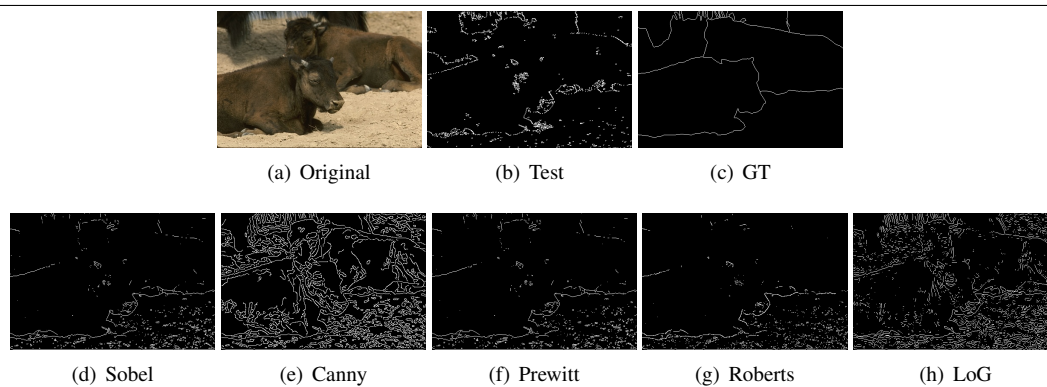 (a) Original
(b) Test
(c) GT
(d) Sobel
(e) Canny
(f) Prewitt
(g) Roberts
(h) LoG